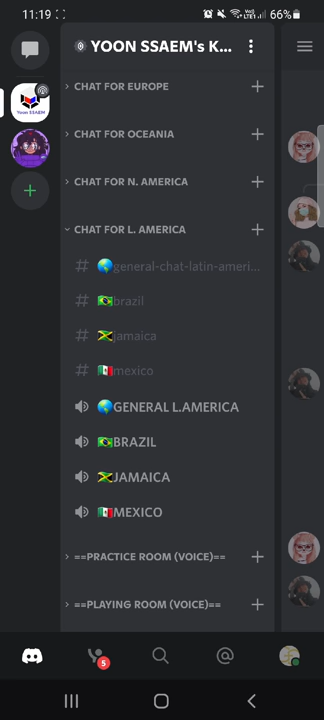 11:19
66%
YOON SSAEM's K...
Yoon SSAEM
CHAT FOR EUROPE
CHAT FOR OCEANIA
CHAT FOR N. AMERICA
CHAT FOR L. AMERICA
general-chat-latin-ameri...
brazil
jamaica
mexico
GENERAL L.AMERICA
BRAZIL
JAMAICA
MEXICO
==PRACTICE ROOM (VOICE)==
==PLAYING ROOM (VOICE)==
5